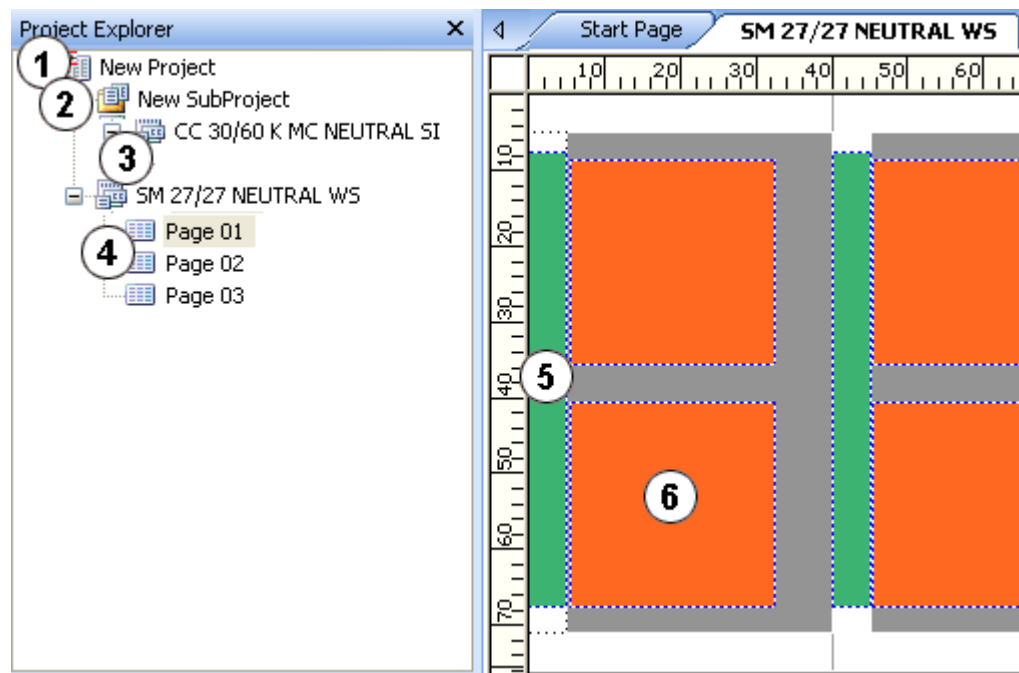 Project Explorer
Start Page
SM 27/27 NEUTRAL WS
10 20 30 40 50 60
1
New Project
2
New SubProject
CC 30/60 K MC NEUTRAL SI
3
SM 27/27 NEUTRAL WS
4
Page 01
Page 02
Page 03
10
20
30
40
50
60
70
5
6